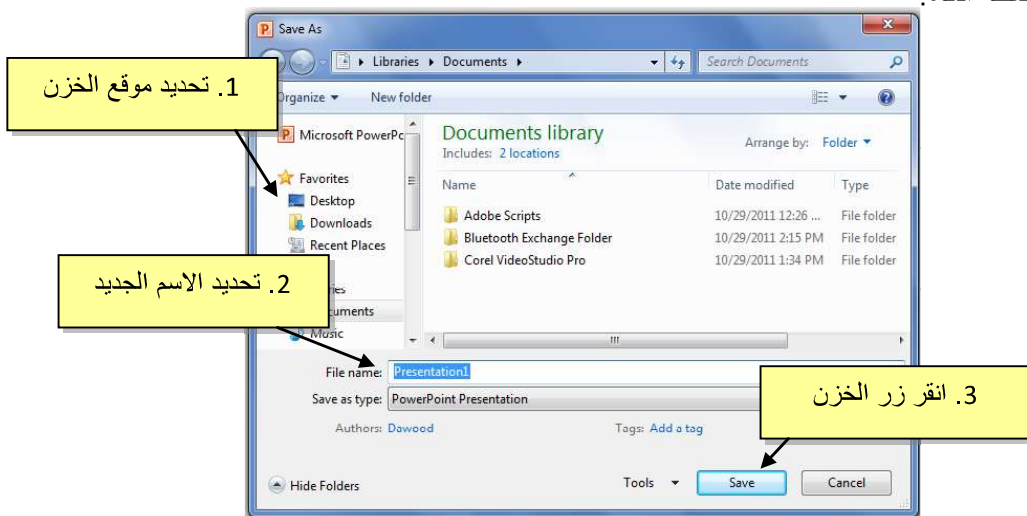 Save As
Libraries Documents
Search Documents
1. تحديد موقع الخزن
Organize New folder
Microsoft PowerPo
Documents library
Includes: 2 locations
Arrange by: Folder
Favorites
Desktop
Downloads
Recent Places
Name Date modified Type
Adobe Scripts 10/29/2011 12:26 ... File folder
Bluetooth Exchange Folder 10/29/2011 2:15 PM File folder
Corel VideoStudio Pro 10/29/2011 1:34 PM File folder
2. تحديد الاسم الجديد
Music
File name: Presentation1
Save as type: PowerPoint Presentation
3. انقر زر الخزن
Authors: Dawood Tags: Add a tag
Hide Folders Tools Save Cancel